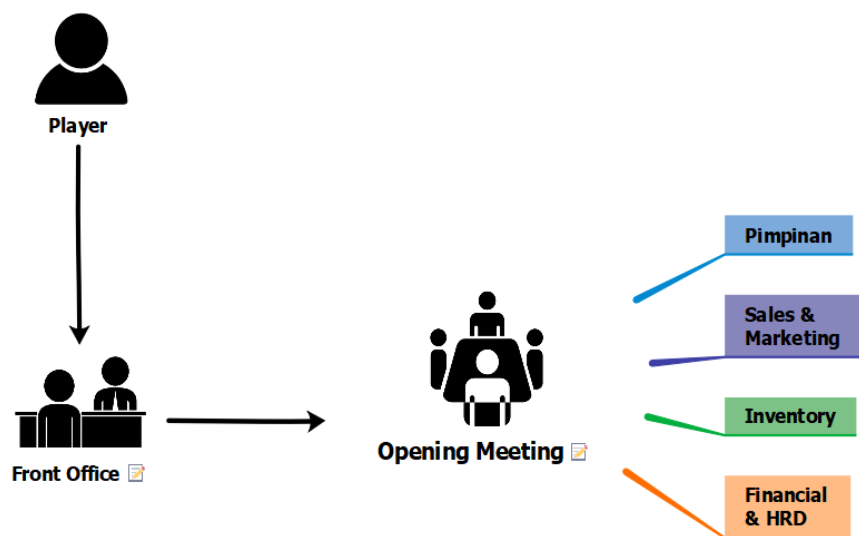 Player
Front Office
Opening Meeting
Pimpinan
Sales &
Marketing
Inventory
Financial
& HRD